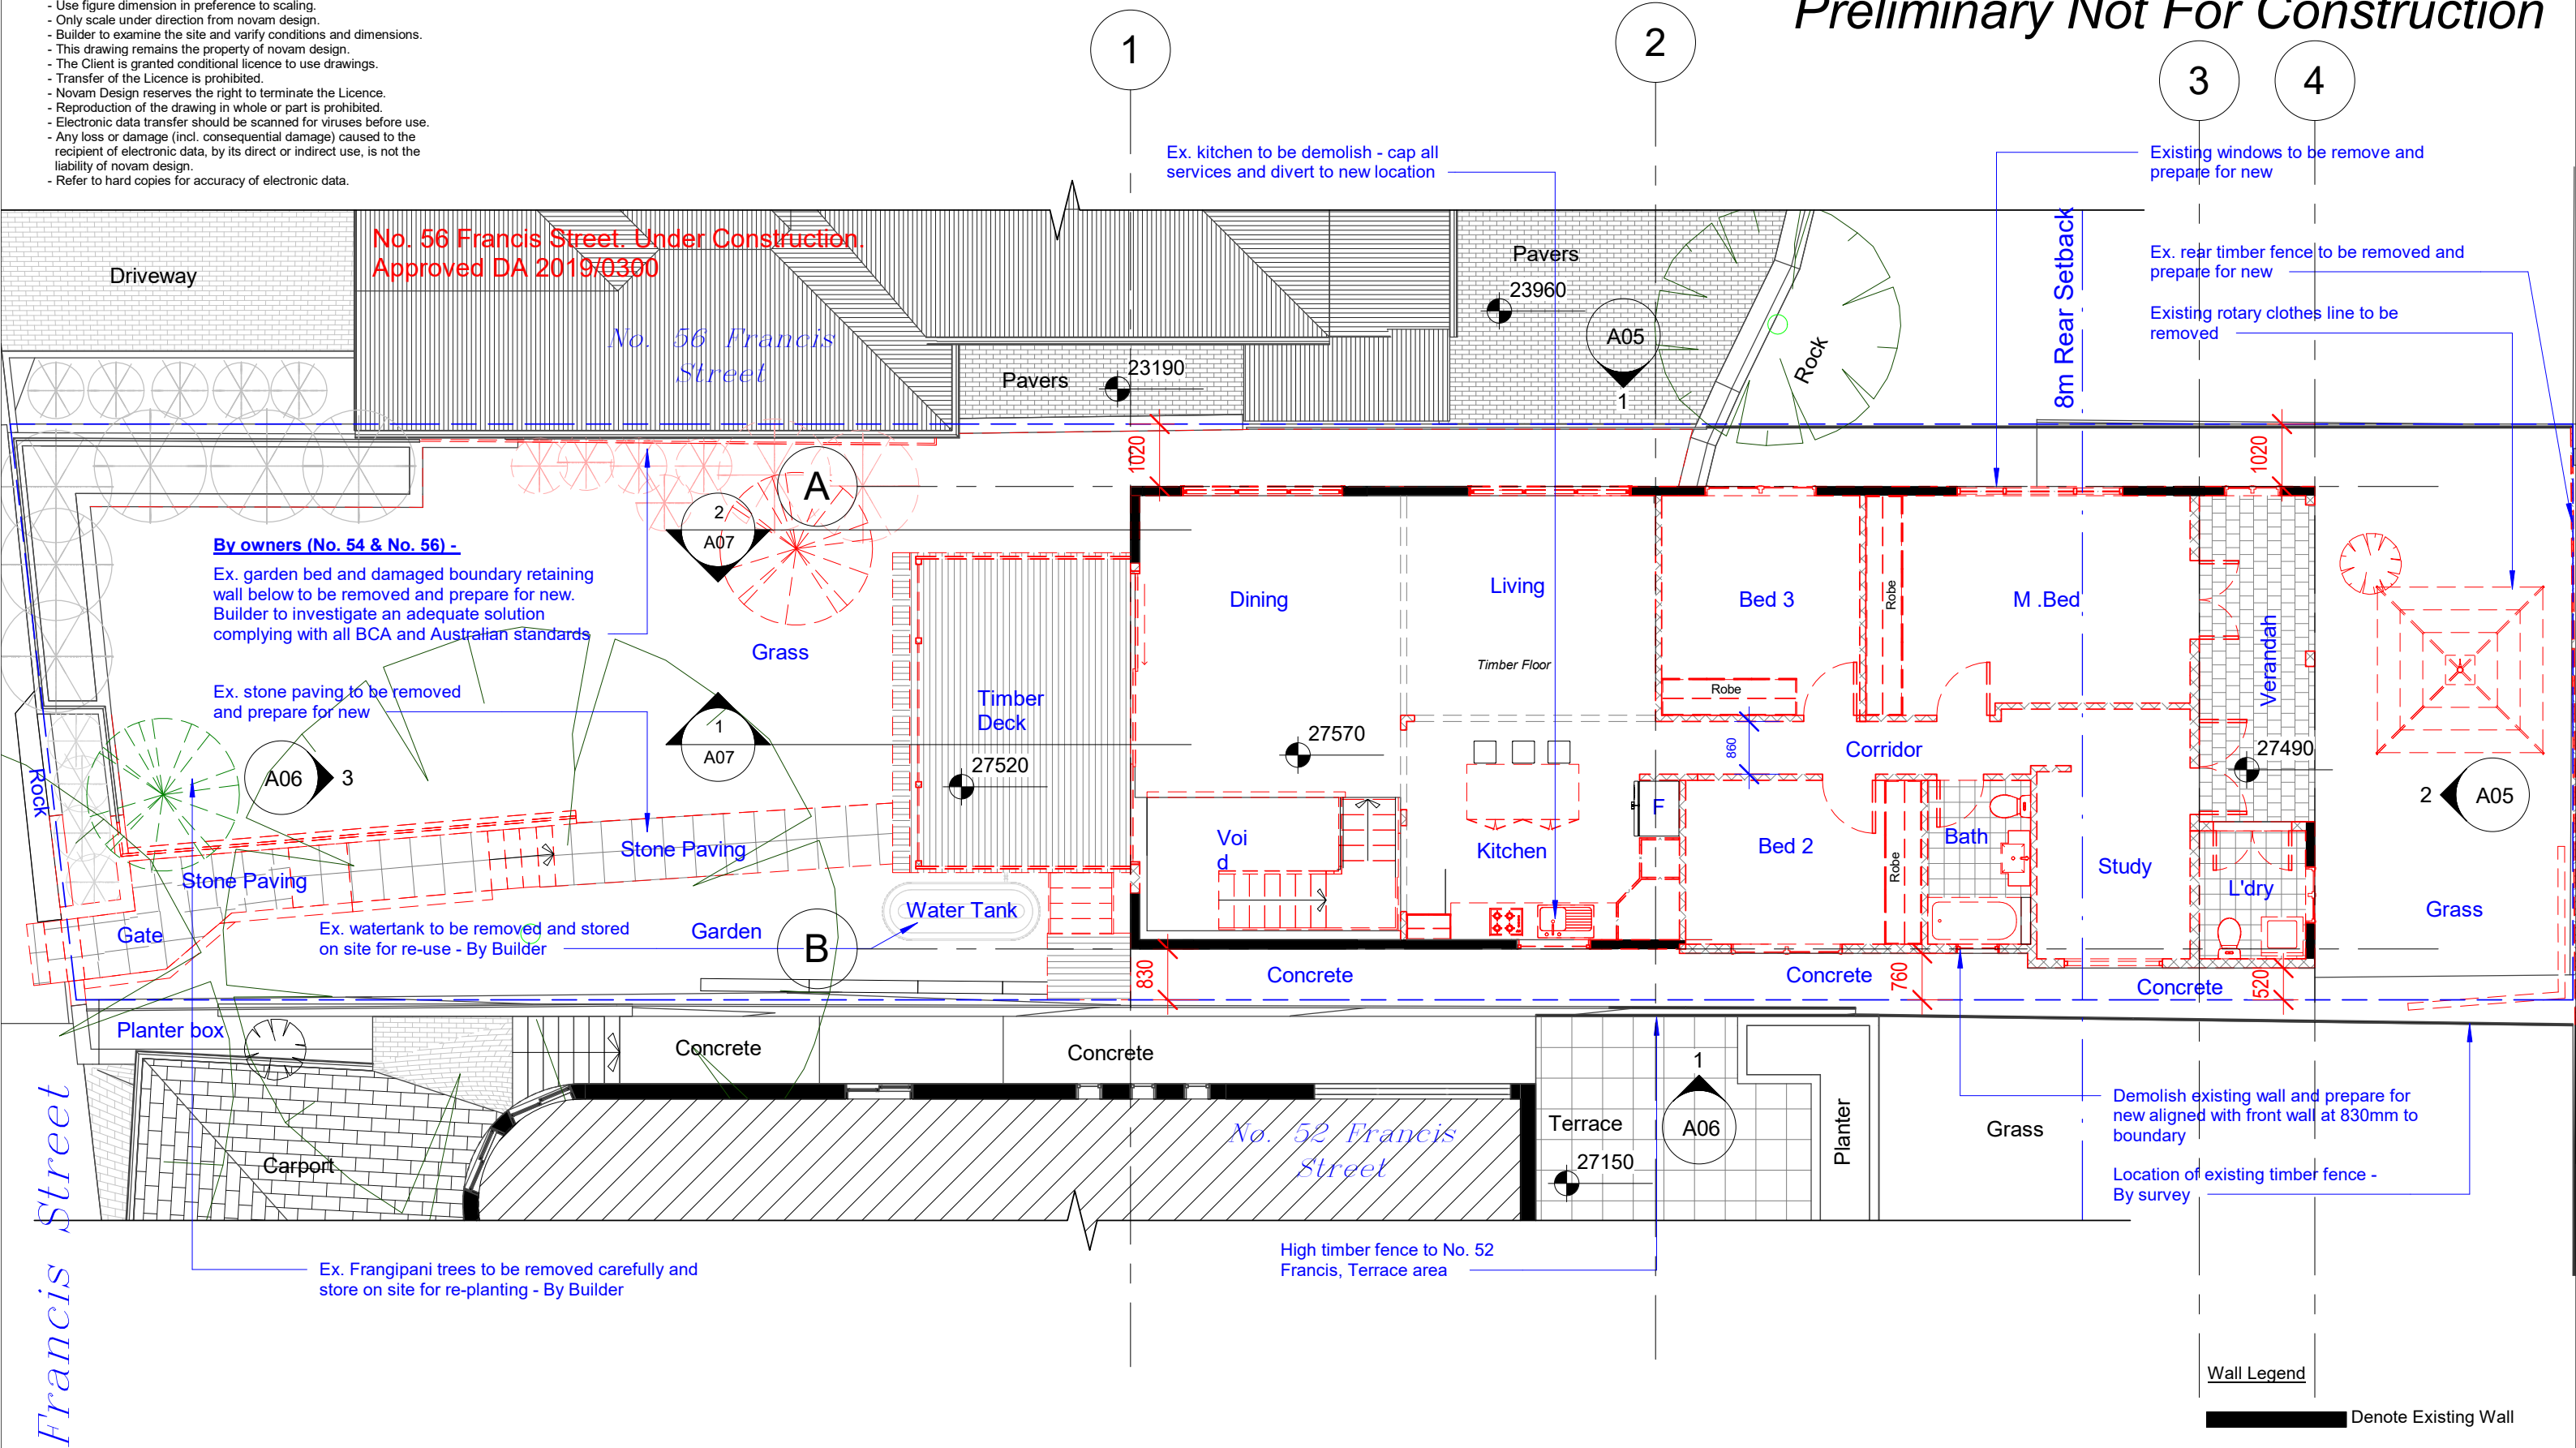 - Use figure dimension in preference to scaling.
- Only scale under direction from novam design.
- Builder to examine the site and varify conditions and dimensions.
- This drawing remains the property of novam design.
- The Client is granted conditional licence to use drawings.
- Transfer of the Licence is prohibited.
- Novam Design reserves the right to terminate the Licence.
- Reproduction of the drawing in whole or part is prohibited.
- Electronic data transfer should be scanned for viruses before use.
- Any loss or damage (incl. consequential damage) caused to the
recipient of electronic data, by its direct or indirect use, is not the
liability of novam design.
- Refer to hard copies for accuracy of electronic data.
Preliminary Not For Construction
1
2
3
4
Ex. kitchen to be demolish - cap all
services and divert to new location
Existing windows to be remove and
prepare for new
Ex. rear timber fence to be removed and
prepare for new
Existing rotary clothes line to be
removed
8m Rear Setback
Driveway
No. 56 Francis Street. Under Construction.
Approved DA 2019/0300
No. 56 Francis
Street
Pavers
23190
Pavers
23960
A05
1
Rock
1020
1020
A
2
A07
By owners (No. 54 & No. 56) -
Ex. garden bed and damaged boundary retaining
wall below to be removed and prepare for new.
Builder to investigate an adequate solution
complying with all BCA and Australian standards
Grass
Ex. stone paving to be removed
and prepare for new
1
A07
A06
3
Rock
Timber
Deck
27520
Dining
Living
Timber Floor
27570
Bed 3
Robe
Robe
M .Bed
Verandah
860
Corridor
27490
2
A05
Voi
d
Kitchen
F
Bed 2
Robe
Bath
Study
L'dry
Grass
Stone Paving
Stone Paving
Gate
Water Tank
Ex. watertank to be removed and stored
on site for re-use - By Builder
Garden
B
830
Concrete
Concrete
760
Concrete
520
Planter box
Concrete
Concrete
Carport
No. 52 Francis
Street
Terrace
27150
1
A06
Planter
Grass
Demolish existing wall and prepare for
new aligned with front wall at 830mm to
boundary
Location of existing timber fence -
By survey
High timber fence to No. 52
Francis, Terrace area
Ex. Frangipani trees to be removed carefully and
store on site for re-planting - By Builder
Francis Street
Wall Legend
Denote Existing Wall